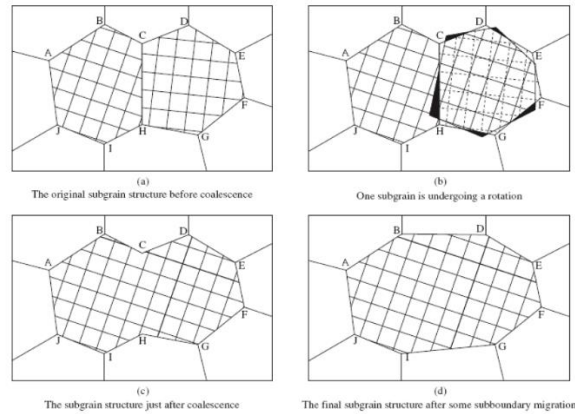 B
D
C
A
E
F
J
H
G
I
(a)
The original subgrain structure before coalescence
B
D
C
A
E
F
J
H
G
I
(b)
One subgrain is undergoing a rotation
B
D
C
A
E
F
J
H
G
I
(c)
The subgrain structure just after coalescence
B
D
A
E
F
J
G
I
(d)
The final subgrain structure after some subboundary migration